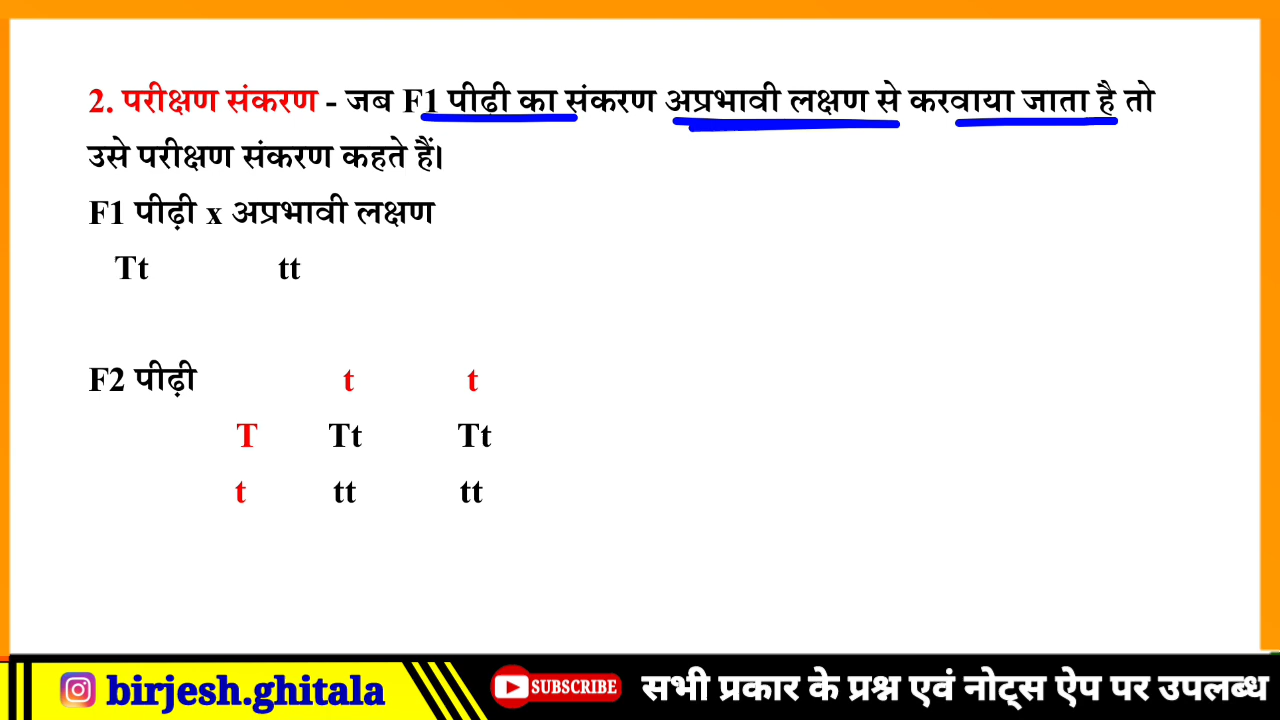 2. परीक्षण संकरण - जब F1 पीढ़ी का संकरण अप्रभावी लक्षण से करवाया जाता है तो
उसे परीक्षण संकरण कहते हैं।
F1 पीढ़ी x अप्रभावी लक्षण
Tt tt
F2 पीढ़ी t t
T Tt Tt
t tt tt
birjesh.ghitala SUBSCRIBE सभी प्रकार के प्रश्न एवं नोट्स ऐप पर उपलब्ध